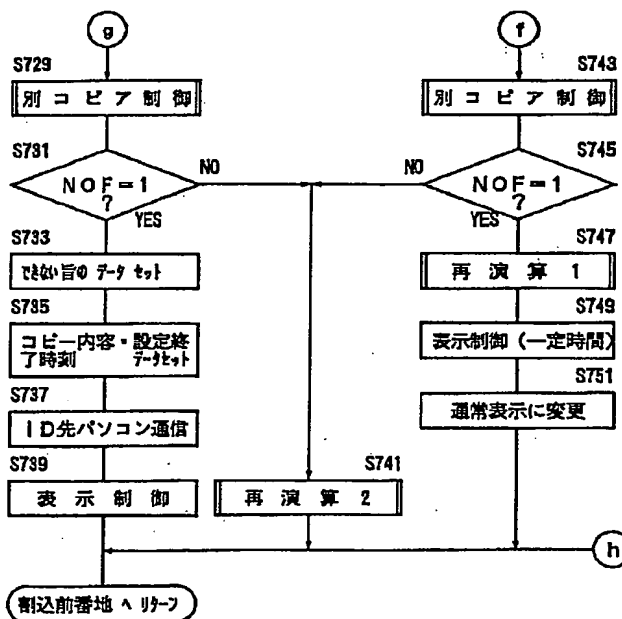 g
S729
別コピア制御
S731
NOF=1
?
NO
YES
S733
できない旨のデータセット
S735
コピー内容・設定終
了時刻 データセット
S737
ID先パソコン通信
S739
表示制御
割込前番地へリターン
S741
再演算2
f
S743
別コピア制御
S745
NOF=1
?
NO
YES
S747
再演算1
S749
表示制御(一定時間)
S751
通常表示に変更
h